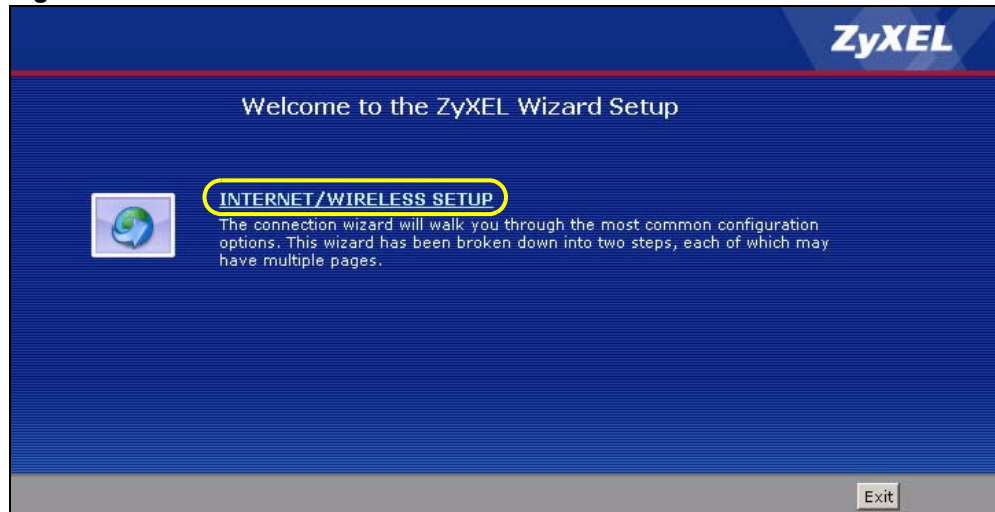 ZyXEL
Welcome to the ZyXEL Wizard Setup
INTERNET/WIRELESS SETUP
The connection wizard will walk you through the most common configuration
options. This wizard has been broken down into two steps, each of which may
have multiple pages.
Exit